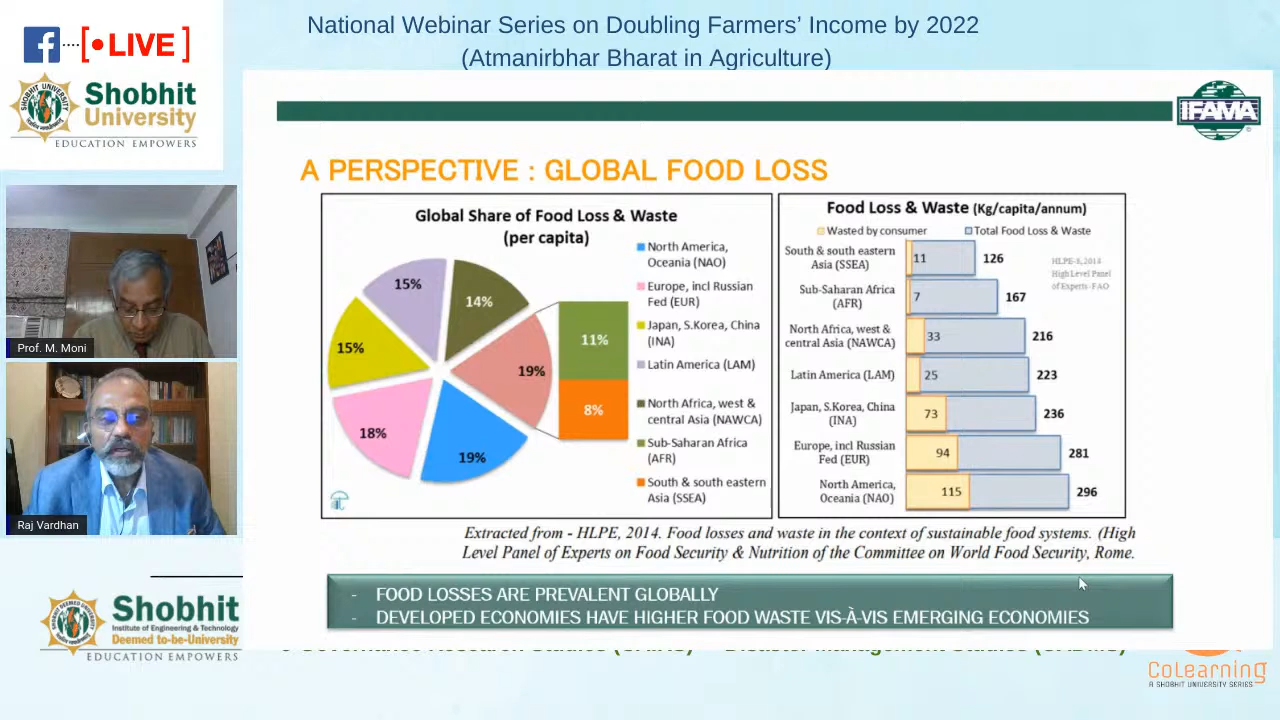 National Webinar Series on Doubling Farmers' Income by 2022
(Atmanirbhar Bharat in Agriculture)
f ····[•LIVE]
Shobhit
University
EDUCATION EMPOWERS
IFAMA
A PERSPECTIVE : GLOBAL FOOD LOSS
Global Share of Food Loss & Waste
(per capita)
15%
14%
15%
19%
18%
19%
11%
8%
North America,
Oceania (NAO)
Europe, incl Russian
Fed (EUR)
Japan, S.Korea, China
(INA)
Latin America (LAM)
North Africa, west &
central Asia (NAWCA)
Sub-Saharan Africa
(AFR)
South & south eastern
Asia (SSEA)
Food Loss & Waste (Kg/capita/annum)
Wasted by consumer Total Food Loss & Waste
South & south eastern
Asia (SSEA) 11 126
HLPE-8, 2014
High Level Panel
of Experts -FAO
Sub-Saharan Africa
(AFR) 7 167
North Africa, west &
central Asia (NAWCA) 33 216
Latin America (LAM) 25 223
Japan, S.Korea, China
(INA) 73 236
Europe, incl Russian
Fed (EUR) 94 281
North America,
Oceania (NAO) 115 296
Prof. M. Moni
Raj Vardhan
Extracted from - HLPE, 2014. Food losses and waste in the context of sustainable food systems. (High
Level Panel of Experts on Food Security & Nutrition of the Committee on World Food Security, Rome.
- FOOD LOSSES ARE PREVALENT GLOBALLY
- DEVELOPED ECONOMIES HAVE HIGHER FOOD WASTE VIS-À-VIS EMERGING ECONOMIES
Shobhit
Institute of Engineering & Technology
Deemed to-be-University
EDUCATION EMPOWERS
CoLearning
A SHOBHIT UNIVERSITY SERIES